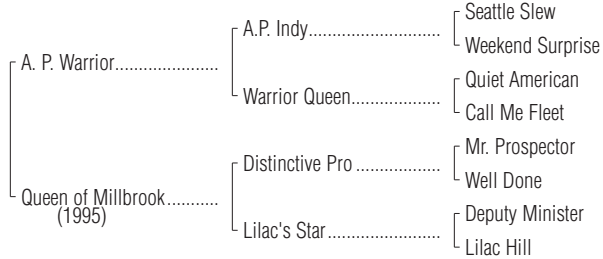 Seattle Slew
A.P. Indy..............................
Weekend Surprise
A. P. Warrior.......................
Quiet American
Warrior Queen....................
Call Me Fleet
Mr. Prospector
Distinctive Pro ...................
Well Done
Queen of Millbrook...........
(1995)
Deputy Minister
Lilac's Star.........................
Lilac Hill